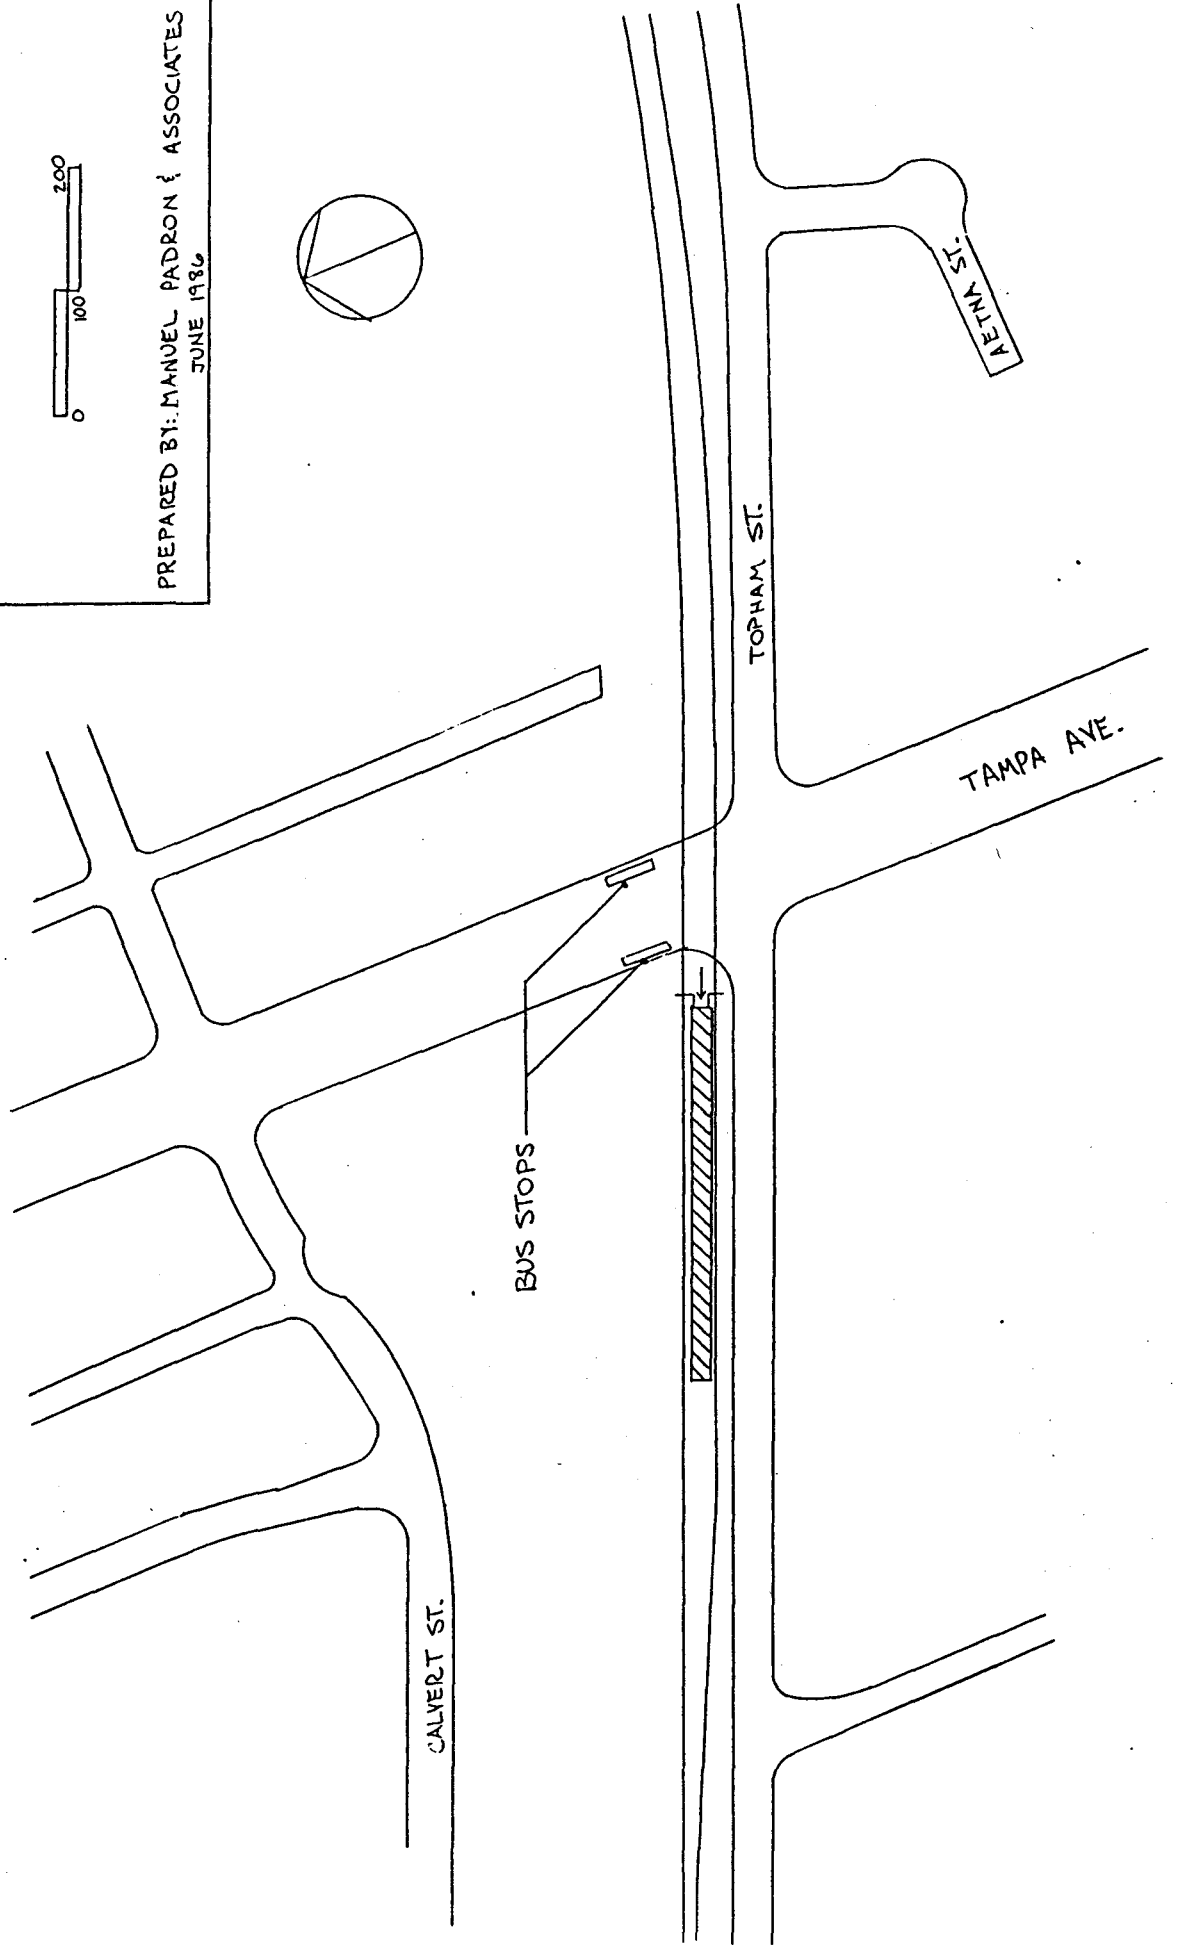 0
100
200
PREPARED BY: MANUEL PADRON & ASSOCIATES
JUNE 1986
CALVERT ST.
BUS STOPS
TOPHAM ST.
TAMPA AVE.
AETNA ST.